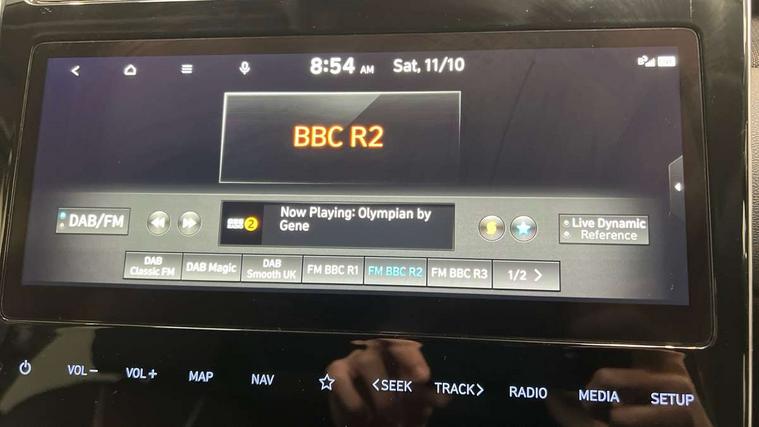 8:54 AM Sat, 11/10
BBC R2
DAB/FM
BBC 2
Now Playing: Olympian by
Gene
Live Dynamic
Reference
DAB
Classic FM
DAB Magic
DAB
Smooth UK
FM BBC R1
FM BBC R2
FM BBC R3
1/2 >
VOL− VOL+ MAP NAV <SEEK TRACK> RADIO MEDIA SETUP